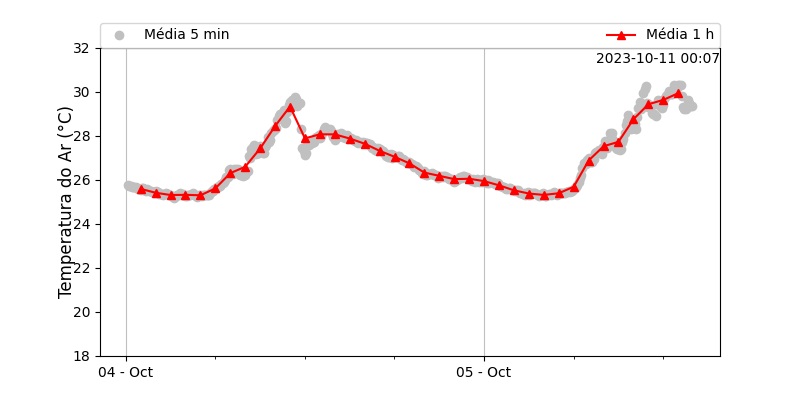 Média 5 min
Média 1 h
2023-10-11 00:07
Temperatura do Ar (°C)
32
30
28
26
24
22
20
18
04 - Oct
05 - Oct